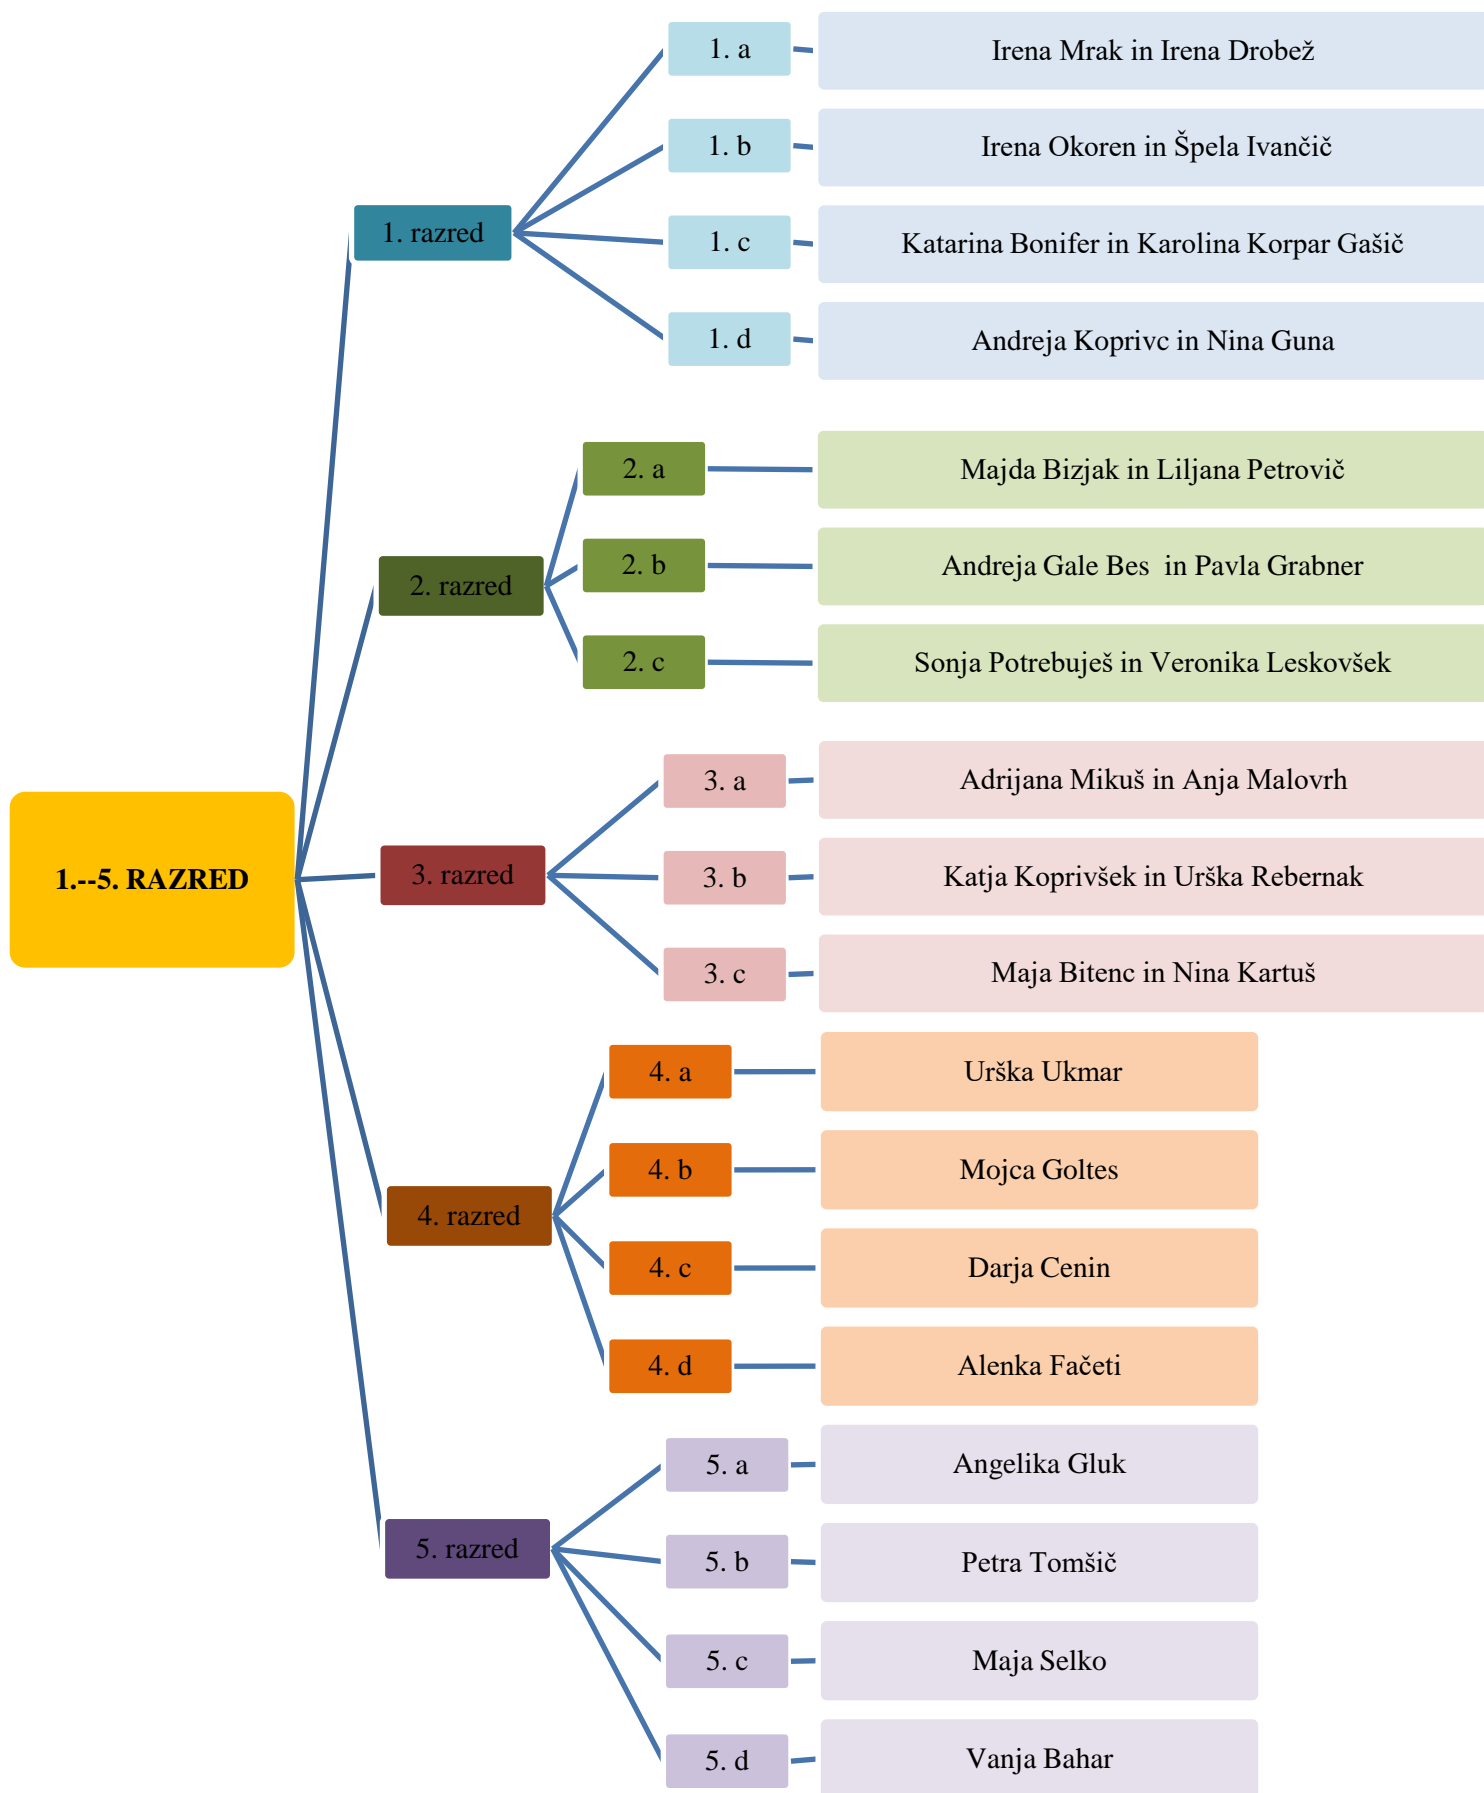 1.--5. RAZRED
1. razred
1. a
Irena Mrak in Irena Drobež
1. b
Irena Okoren in Špela Ivančič
1. c
Katarina Bonifer in Karolina Korpar Gašič
1. d
Andreja Koprivc in Nina Guna
2. razred
2. a
Majda Bizjak in Liljana Petrovič
2. b
Andreja Gale Bes  in Pavla Grabner
2. c
Sonja Potrebuješ in Veronika Leskovšek
3. razred
3. a
Adrijana Mikuš in Anja Malovrh
3. b
Katja Koprivšek in Urška Rebernak
3. c
Maja Bitenc in Nina Kartuš
4. razred
4. a
Urška Ukmar
4. b
Mojca Goltes
4. c
Darja Cenin
4. d
Alenka Fačeti
5. razred
5. a
Angelika Gluk
5. b
Petra Tomšič
5. c
Maja Selko
5. d
Vanja Bahar